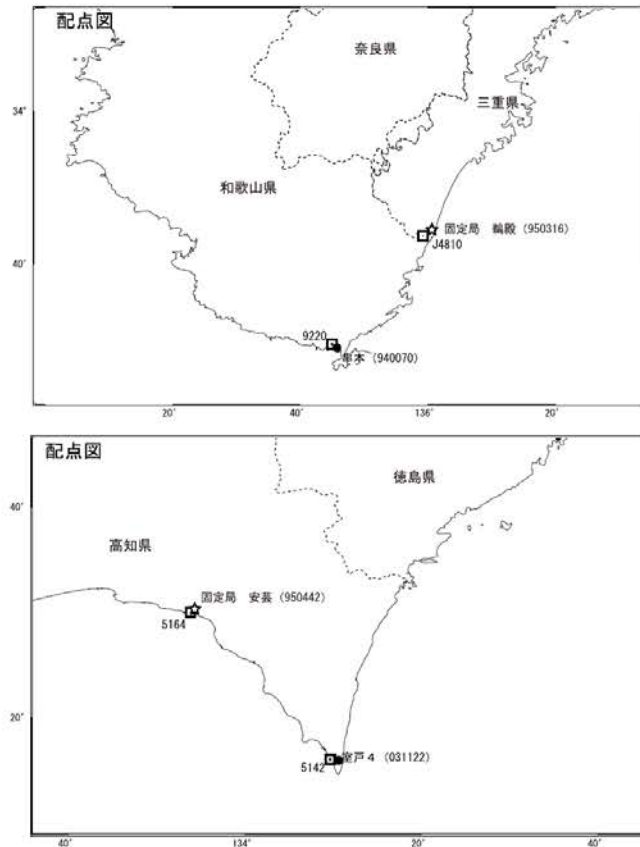 配点図
奈良県
三重県
34°
和歌山県
固定局 鵜殿 (950316)
J4810
40'
9220
串本 (940070)
20'
40'
136°
20'
配点図
徳島県
40'
高知県
固定局 安芸 (950442)
5164
20'
5142
室戸4 (031122)
40'
134°
20'
40'